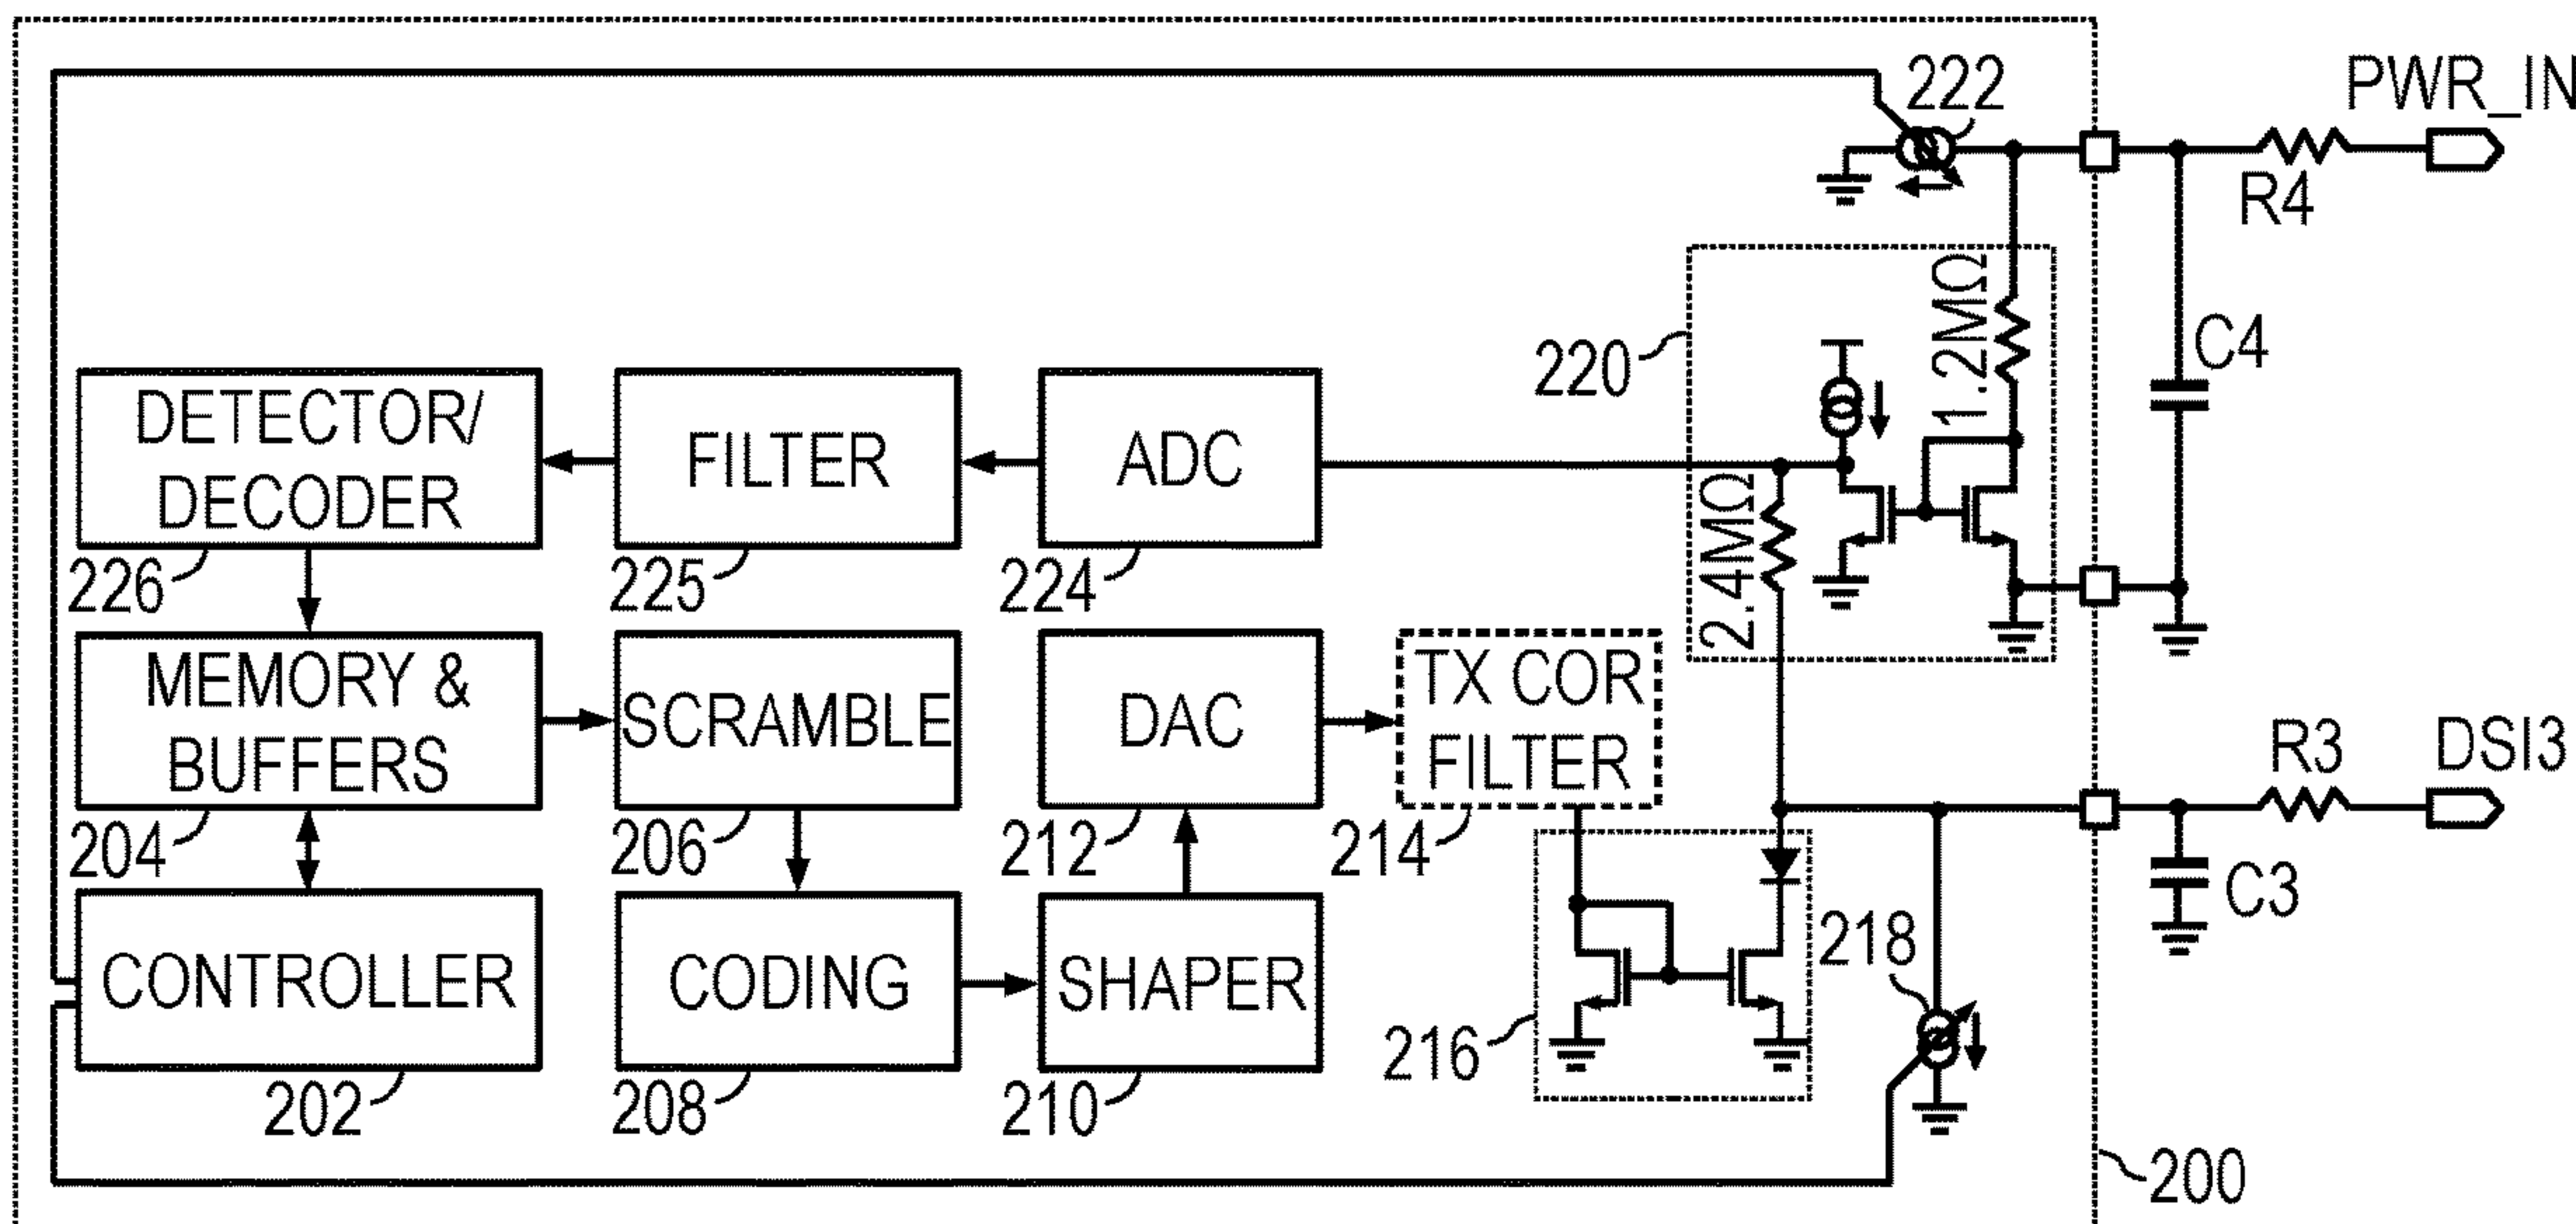 PWR_IN
222
R4
1.2MΩ
C4
220
DETECTOR/
DECODER
226
FILTER
225
ADC
224
2.4MΩ
MEMORY &
BUFFERS
204
SCRAMBLE
206
DAC
212
TX COR
FILTER
214
R3
DSI3
C3
CONTROLLER
202
CODING
208
SHAPER
210
216
218
200